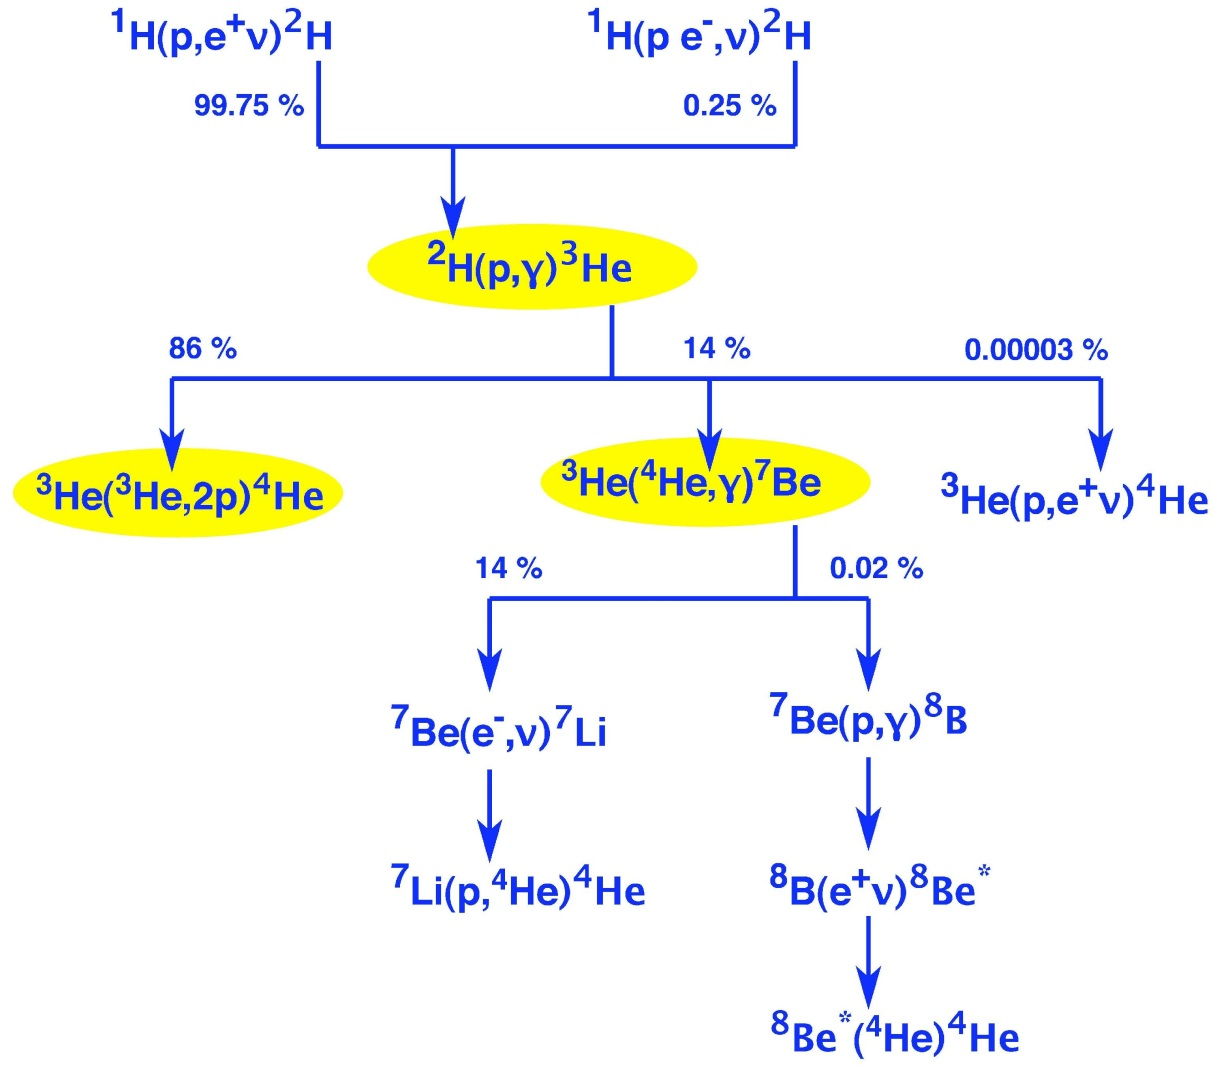 ¹H(p,e⁺ν)²H
¹H(p e⁻,ν)²H
99.75 %
0.25 %
²H(p,γ)³He
86 %
14 %
0.00003 %
³He(³He,2p)⁴He
³He(⁴He,γ)⁷Be
³He(p,e⁺ν)⁴He
14 %
0.02 %
⁷Be(e⁻,ν)⁷Li
⁷Be(p,γ)⁸B
⁷Li(p,⁴He)⁴He
⁸B(e⁺ν)⁸Be*
⁸Be*(⁴He)⁴He